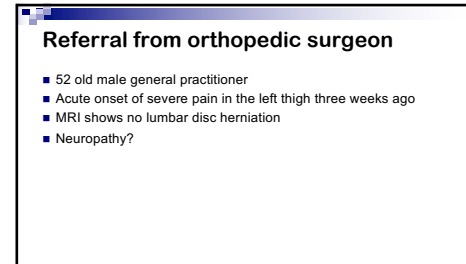 Referral from orthopedic surgeon
52 old male general practitioner
Acute onset of severe pain in the left thigh three weeks ago
MRI shows no lumbar disc herniation
Neuropathy?